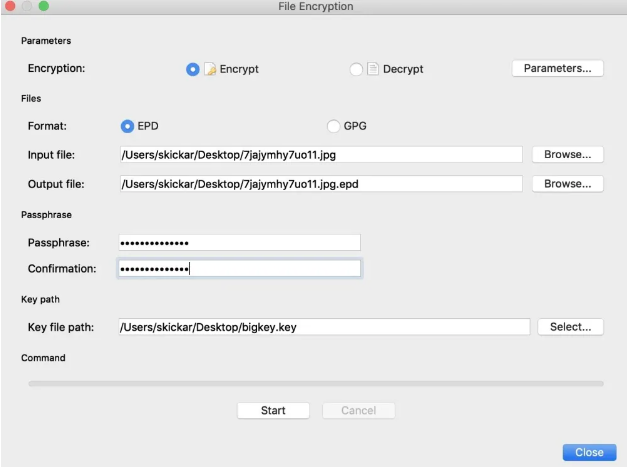 File Encryption
Parameters
Encryption: Encrypt Decrypt Parameters...
Files
Format: EPD GPG
Input file: /Users/skickar/Desktop/7jajymhy7uo11.jpg Browse...
Output file: /Users/skickar/Desktop/7jajymhy7uo11.jpg.epd Browse...
Passphrase
Passphrase: ••••••••••••••
Confirmation: ••••••••••••••
Key path
Key file path: /Users/skickar/Desktop/bigkey.key Select...
Command
Start Cancel
Close